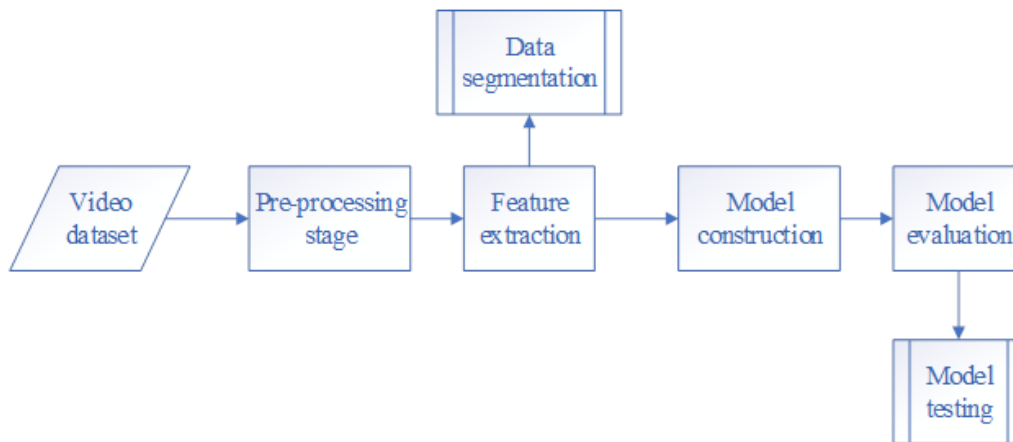 Data
segmentation
Video
dataset
Pre-processing
stage
Feature
extraction
Model
construction
Model
evaluation
Model
testing